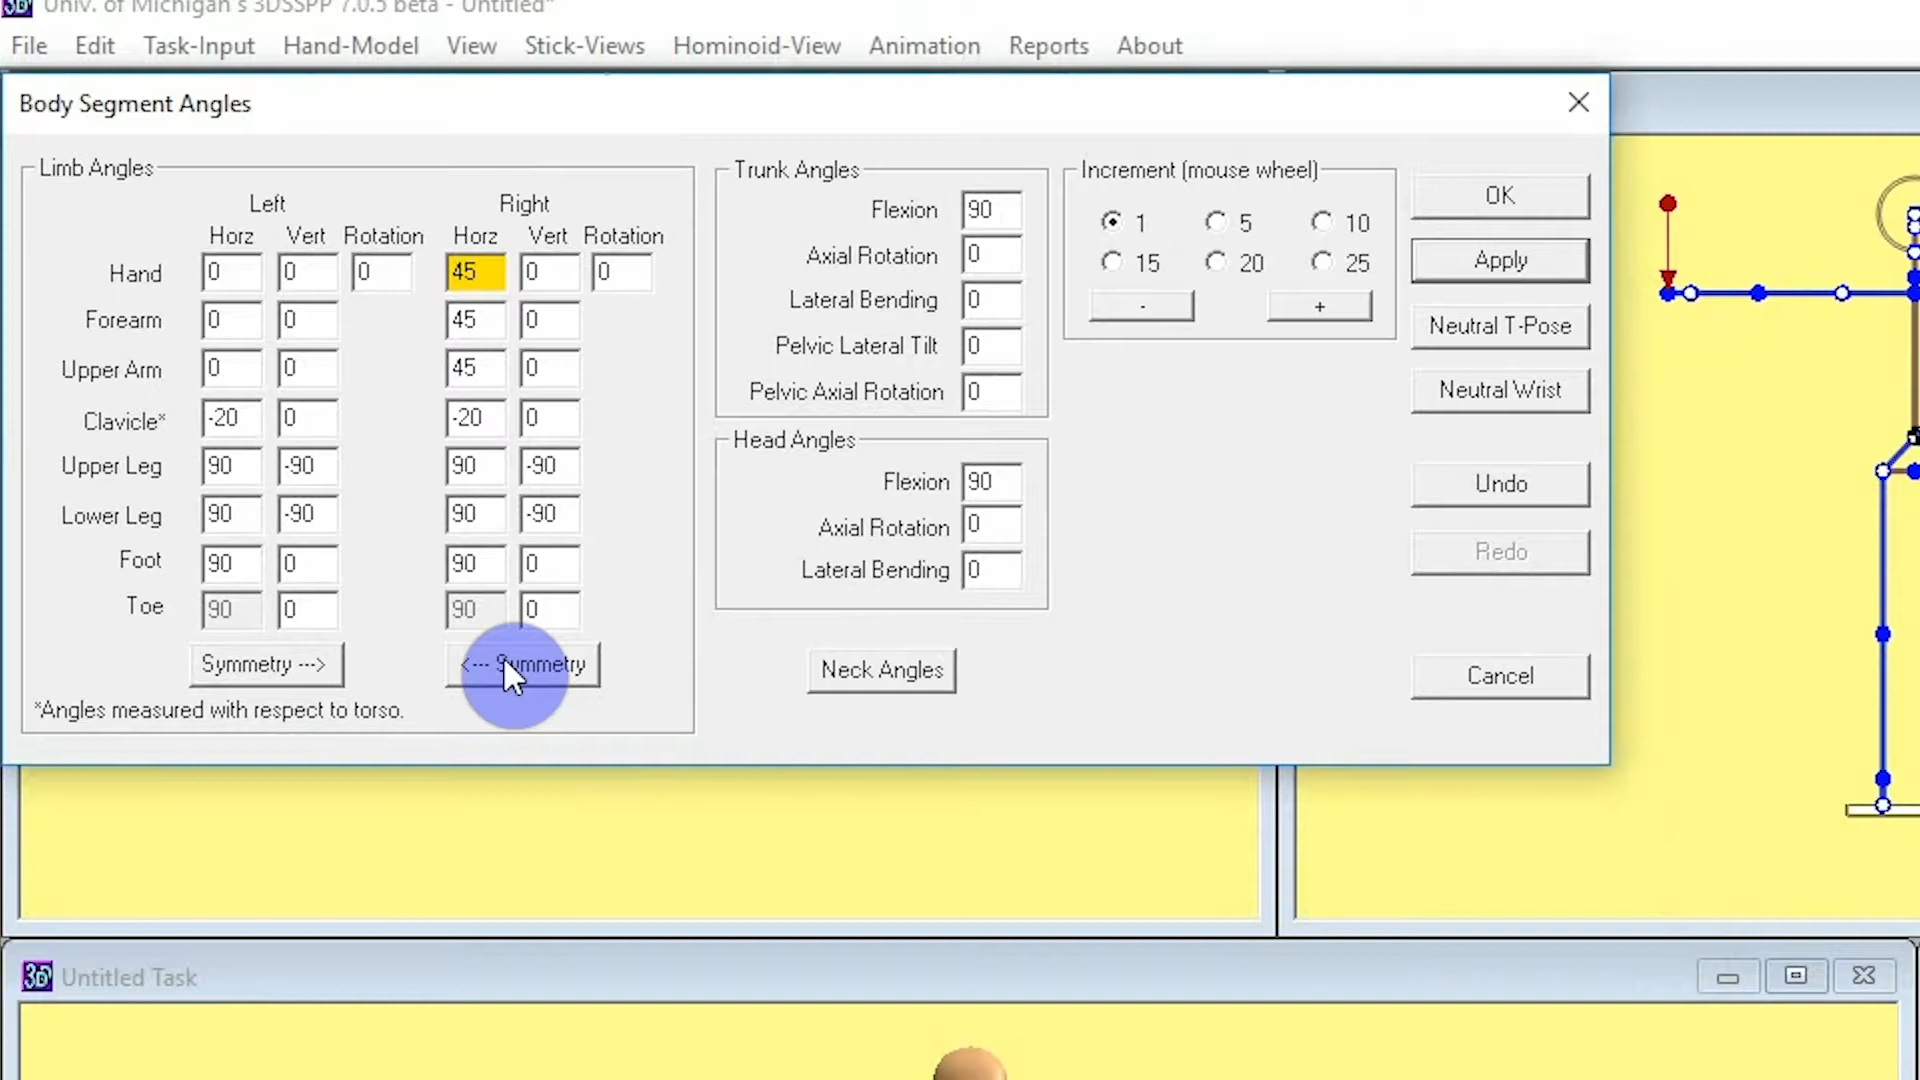 Univ. of Michigan's 3DSSPP 7.0.5 beta - Untitled*
File Edit Task-Input Hand-Model View Stick-Views Hominoid-View Animation Reports About
Body Segment Angles
Limb Angles
Left Right
Horz Vert Rotation Horz Vert Rotation
Hand 0 0 0 45 0 0
Forearm 0 0 45 0
Upper Arm 0 0 45 0
Clavicle* -20 0 -20 0
Upper Leg 90 -90 90 -90
Lower Leg 90 -90 90 -90
Foot 90 0 90 0
Toe 90 0 90 0
Symmetry ---> <--- Symmetry
*Angles measured with respect to torso.
Trunk Angles
Flexion 90
Axial Rotation 0
Lateral Bending 0
Pelvic Lateral Tilt 0
Pelvic Axial Rotation 0
Head Angles
Flexion 90
Axial Rotation 0
Lateral Bending 0
Neck Angles
Increment (mouse wheel)
1 5 10
15 20 25
- +
OK
Apply
Neutral T-Pose
Neutral Wrist
Undo
Redo
Cancel
3D Untitled Task